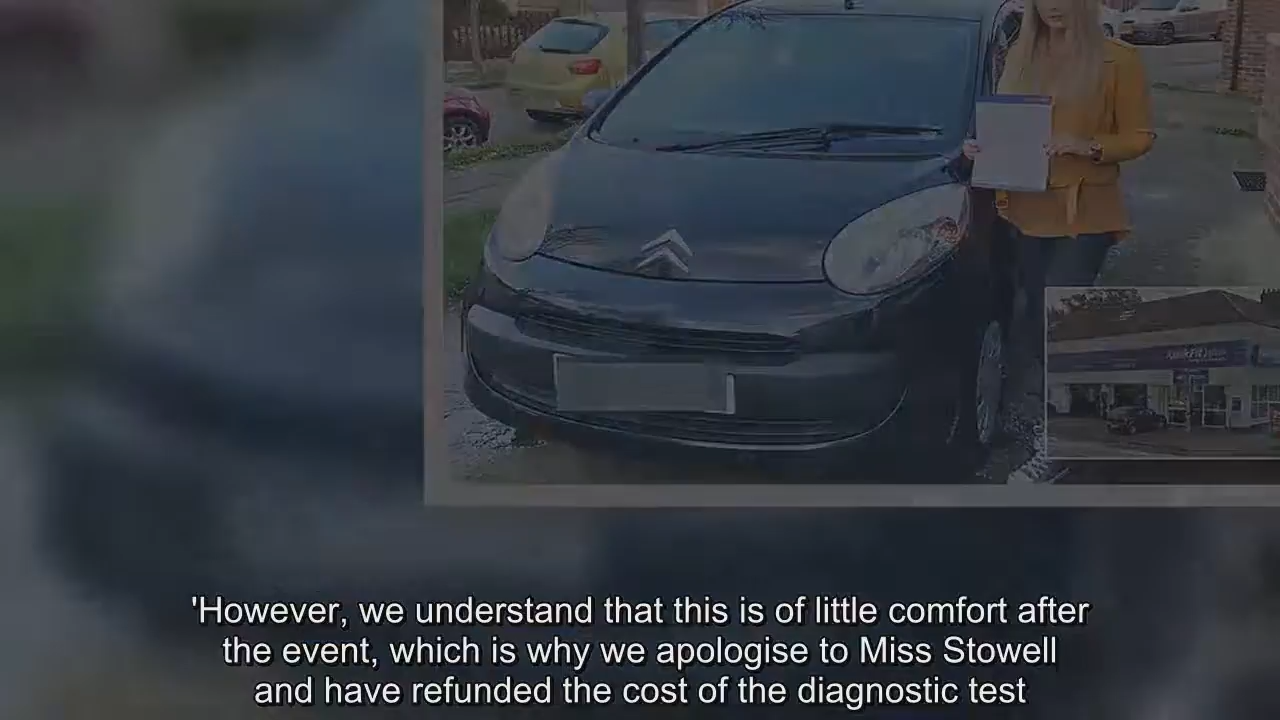 KwikFit
'However, we understand that this is of little comfort after
the event, which is why we apologise to Miss Stowell
and have refunded the cost of the diagnostic test